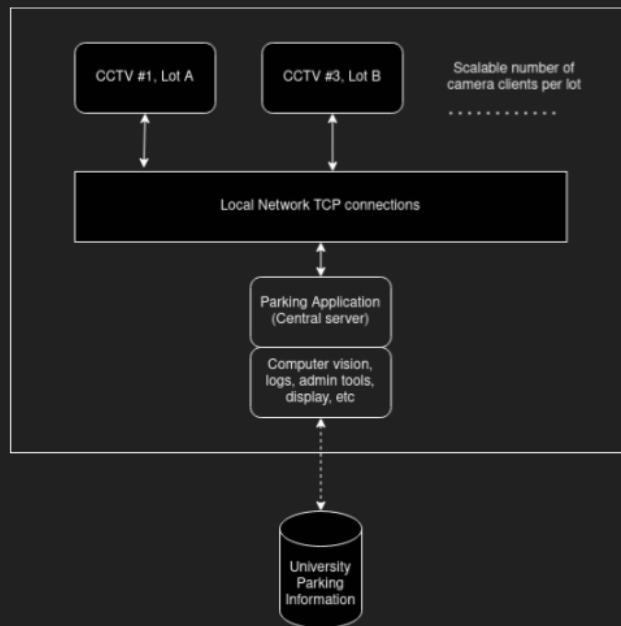 CCTV #1, Lot A
CCTV #3, Lot B
Scalable number of
camera clients per lot
Local Network TCP connections
Parking Application
(Central server)
Computer vision,
logs, admin tools,
display, etc
University
Parking
Information